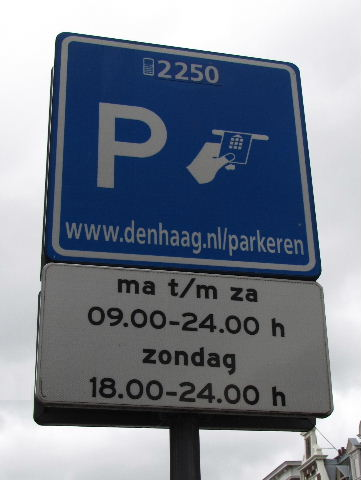 2250
P
www.denhaag.nl/parkeren
ma t/m za
09.00-24.00 h
zondag
18.00-24.00 h